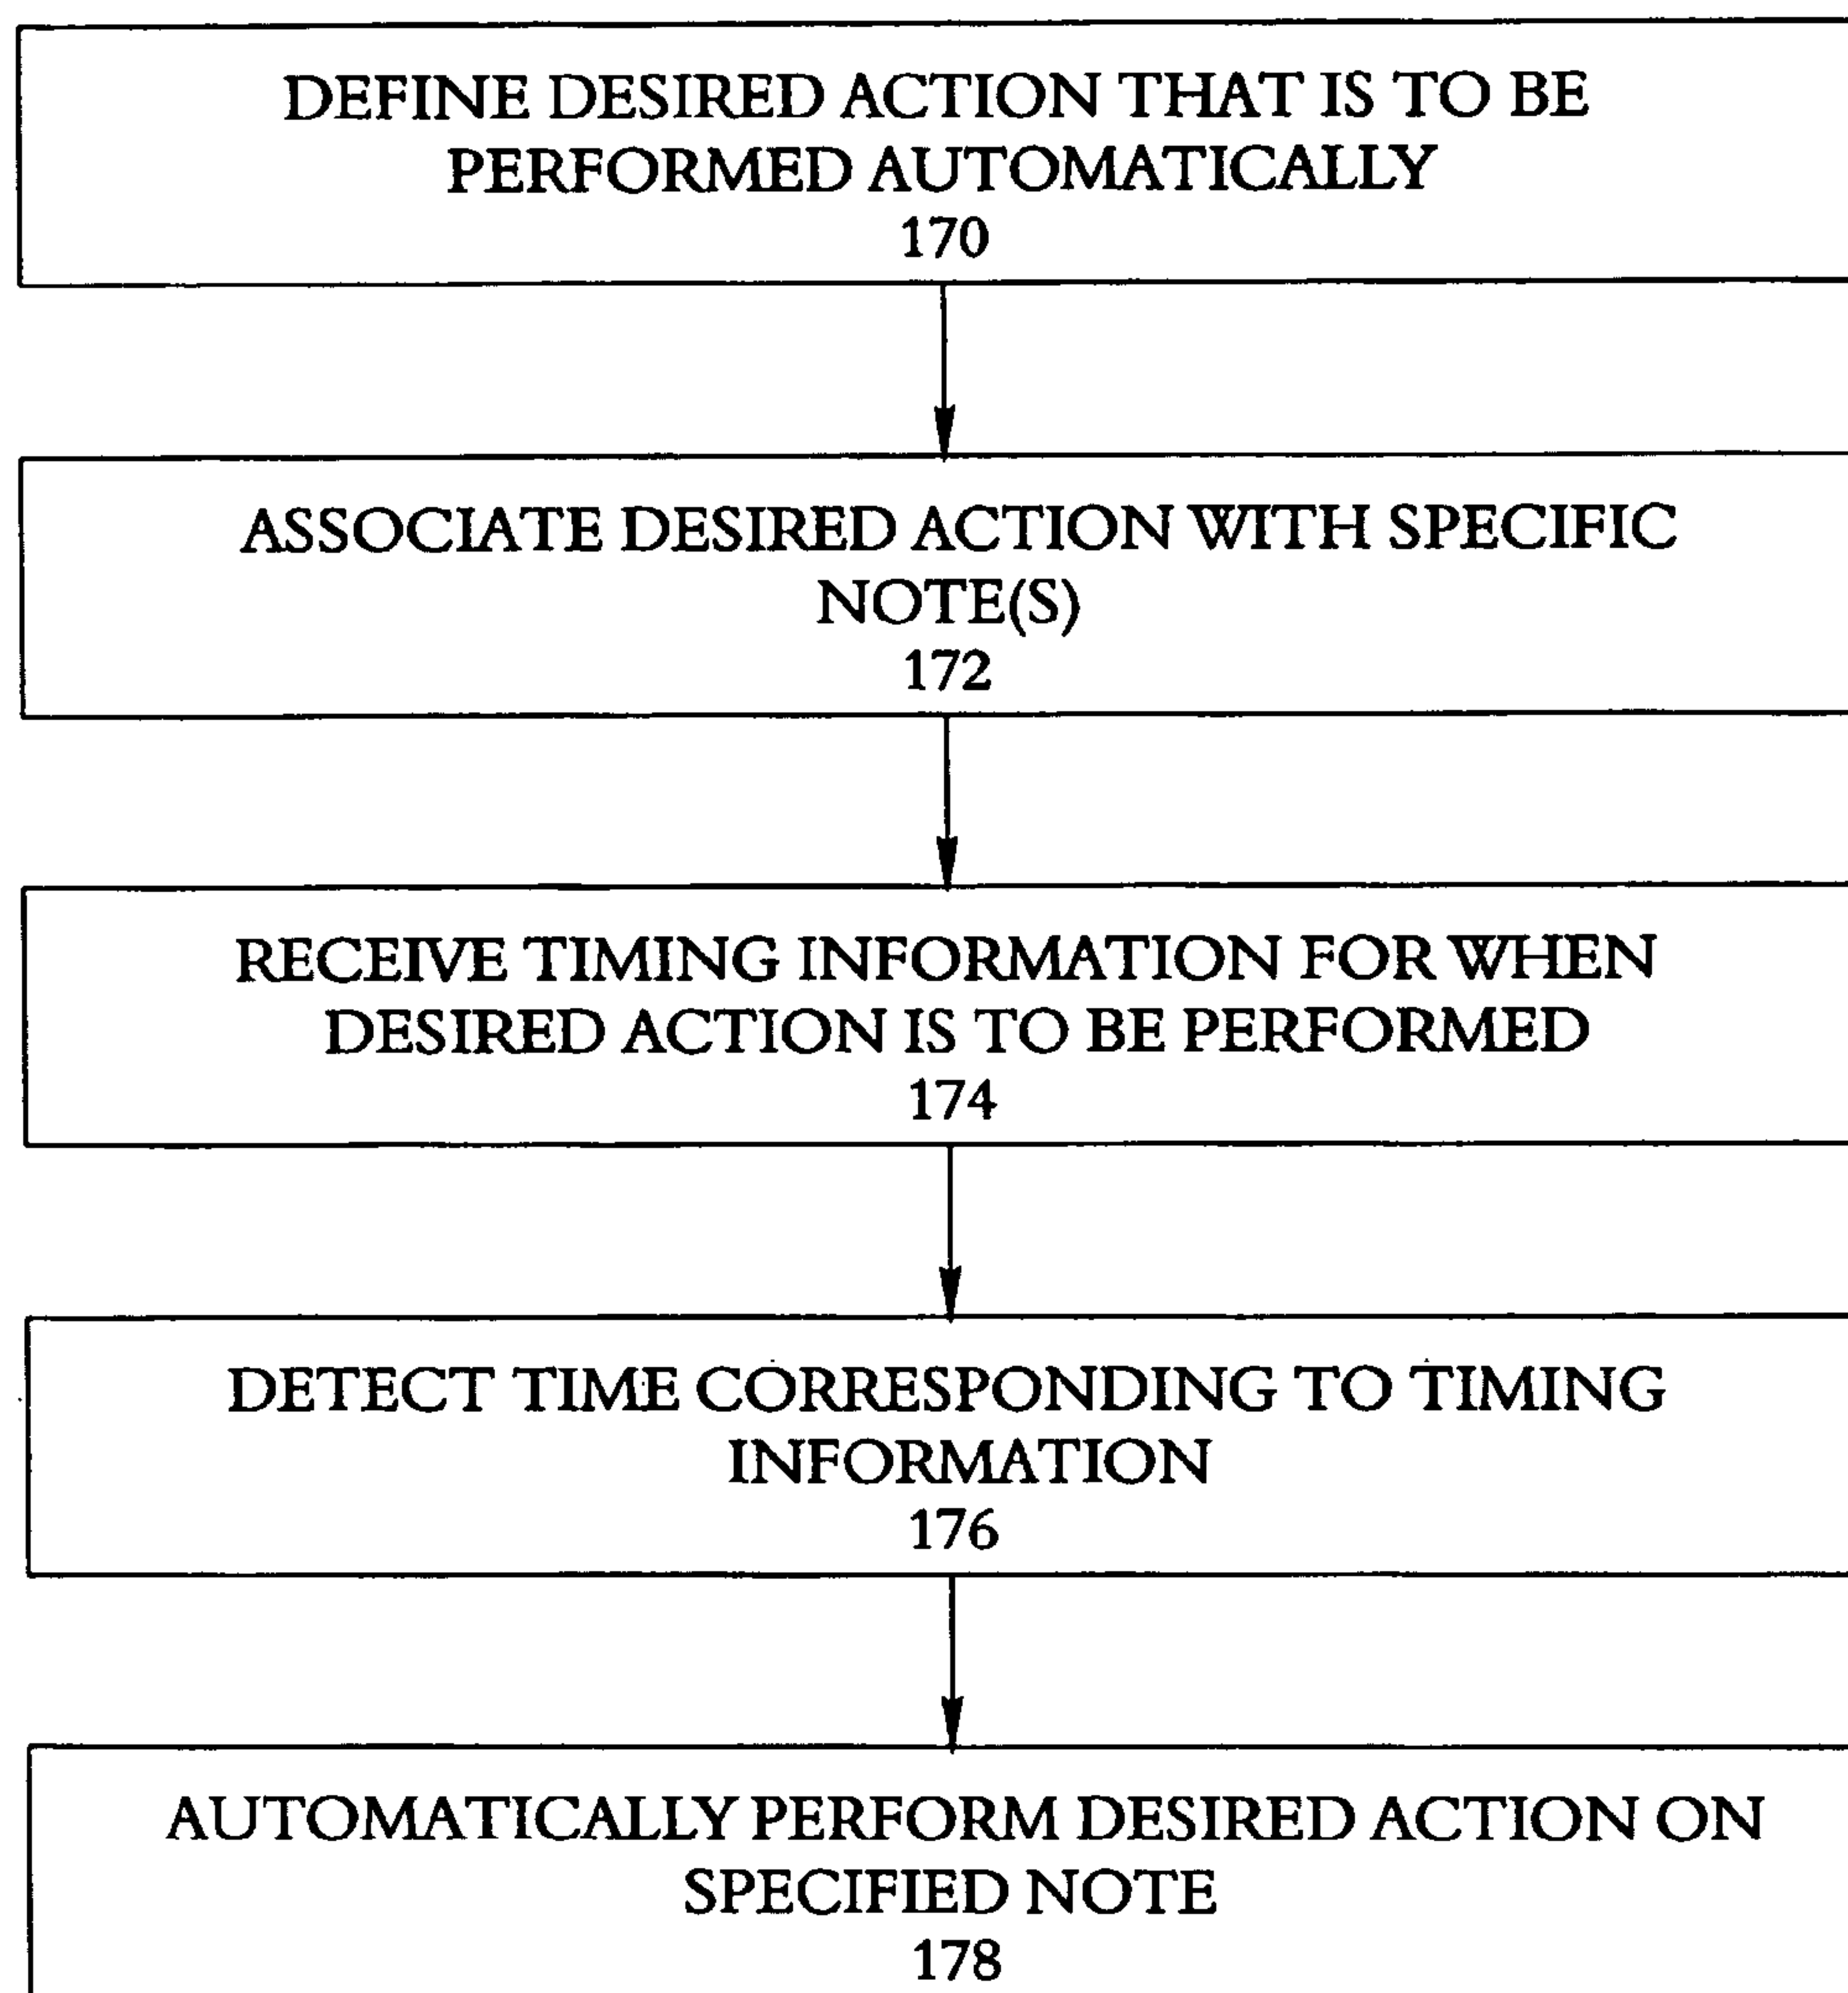 DEFINE DESIRED ACTION THAT IS TO BE
PERFORMED AUTOMATICALLY
170
ASSOCIATE DESIRED ACTION WITH SPECIFIC
NOTE(S)
172
RECEIVE TIMING INFORMATION FOR WHEN
DESIRED ACTION IS TO BE PERFORMED
174
DETECT TIME CORRESPONDING TO TIMING
INFORMATION
176
AUTOMATICALLY PERFORM DESIRED ACTION ON
SPECIFIED NOTE
178